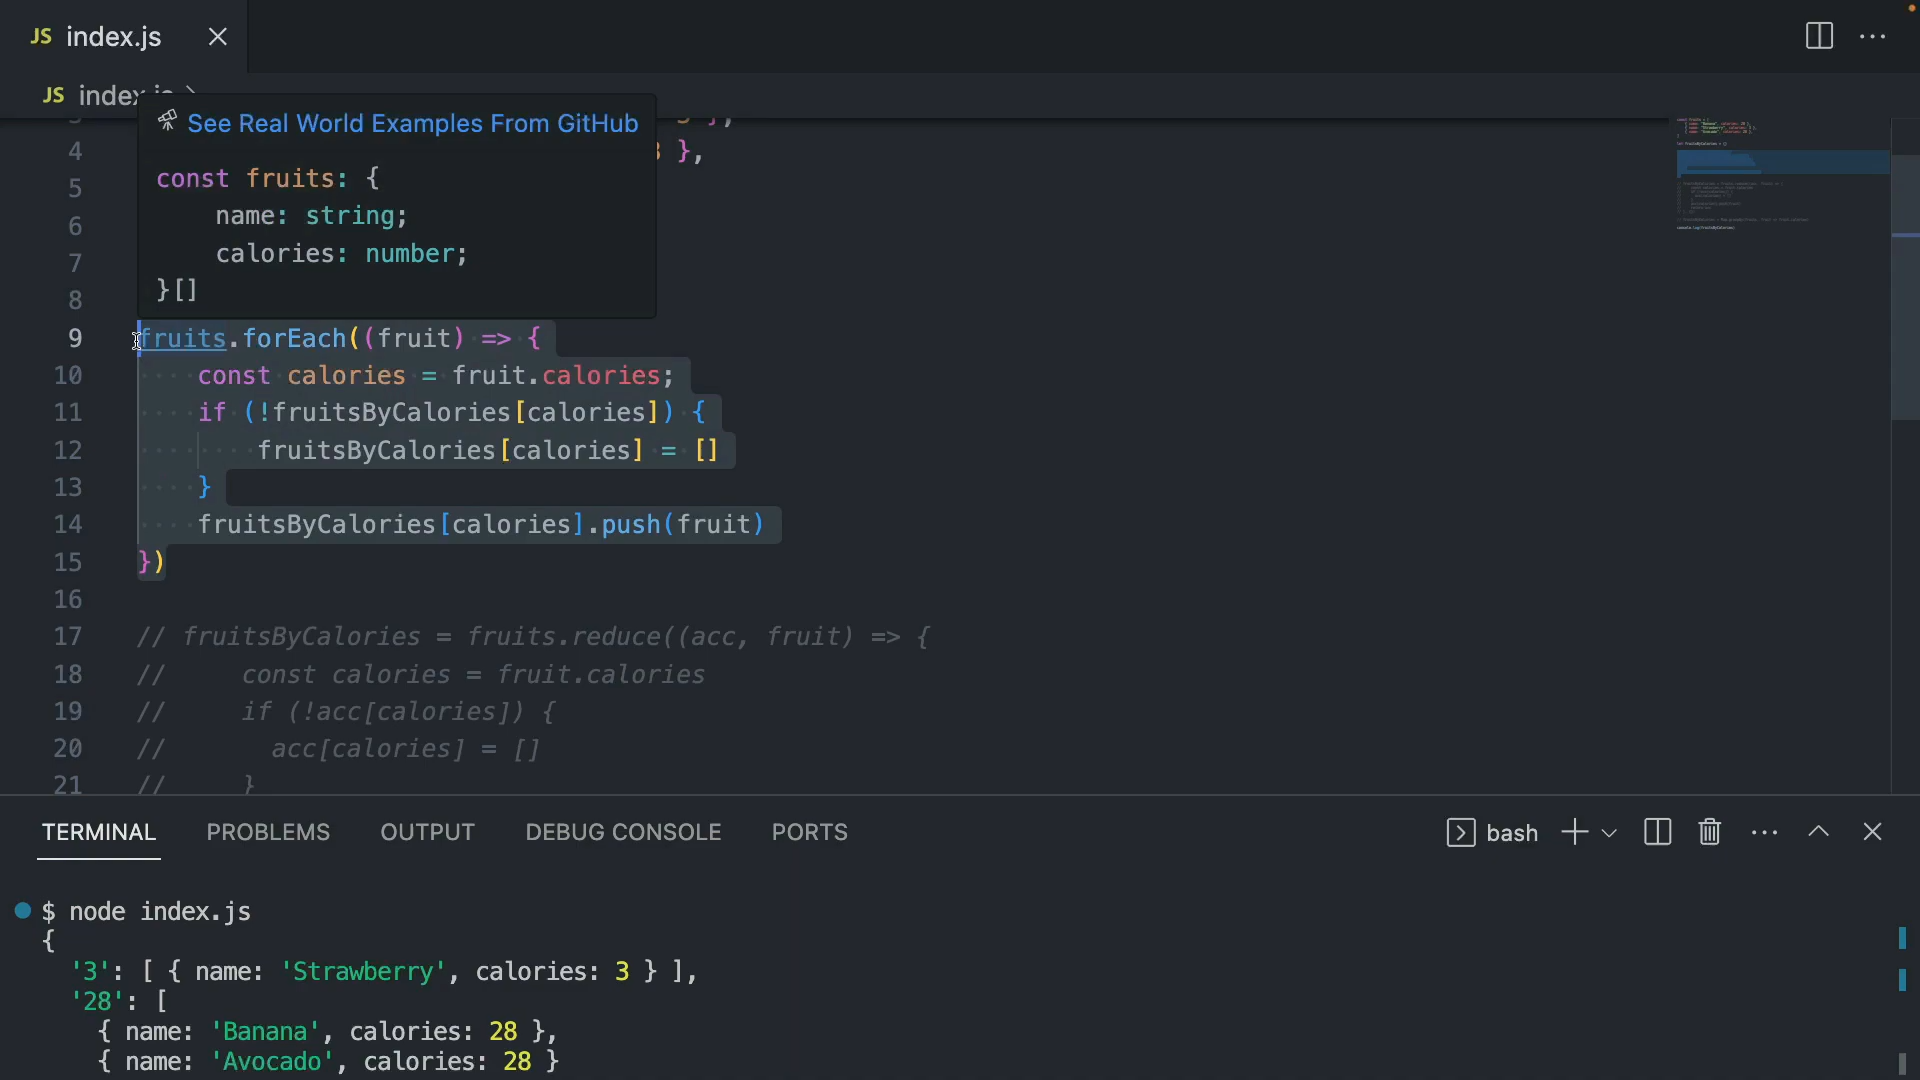 JS index.js
JS index.js
See Real World Examples From GitHub
const fruits: {
name: string;
calories: number;
}[]
4 },
5
6
7
8
9 fruits.forEach((fruit) => {
10 const calories = fruit.calories;
11 if (!fruitsByCalories[calories]) {
12 fruitsByCalories[calories] = []
13 }
14 fruitsByCalories[calories].push(fruit)
15 })
16
17 // fruitsByCalories = fruits.reduce((acc, fruit) => {
18 // const calories = fruit.calories
19 // if (!acc[calories]) {
20 // acc[calories] = []
21 // }
TERMINAL PROBLEMS OUTPUT DEBUG CONSOLE PORTS bash
$ node index.js
{
'3': [ { name: 'Strawberry', calories: 3 } ],
'28': [
{ name: 'Banana', calories: 28 },
{ name: 'Avocado', calories: 28 }